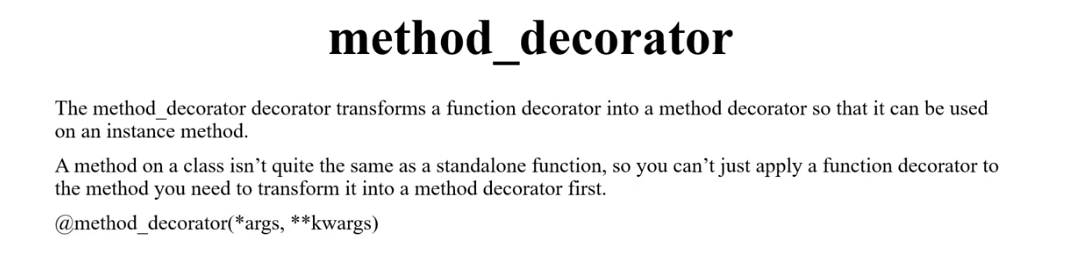 method_decorator
The method_decorator decorator transforms a function decorator into a method decorator so that it can be used
on an instance method.
A method on a class isn’t quite the same as a standalone function, so you can’t just apply a function decorator to
the method you need to transform it into a method decorator first.
@method_decorator(*args, **kwargs)